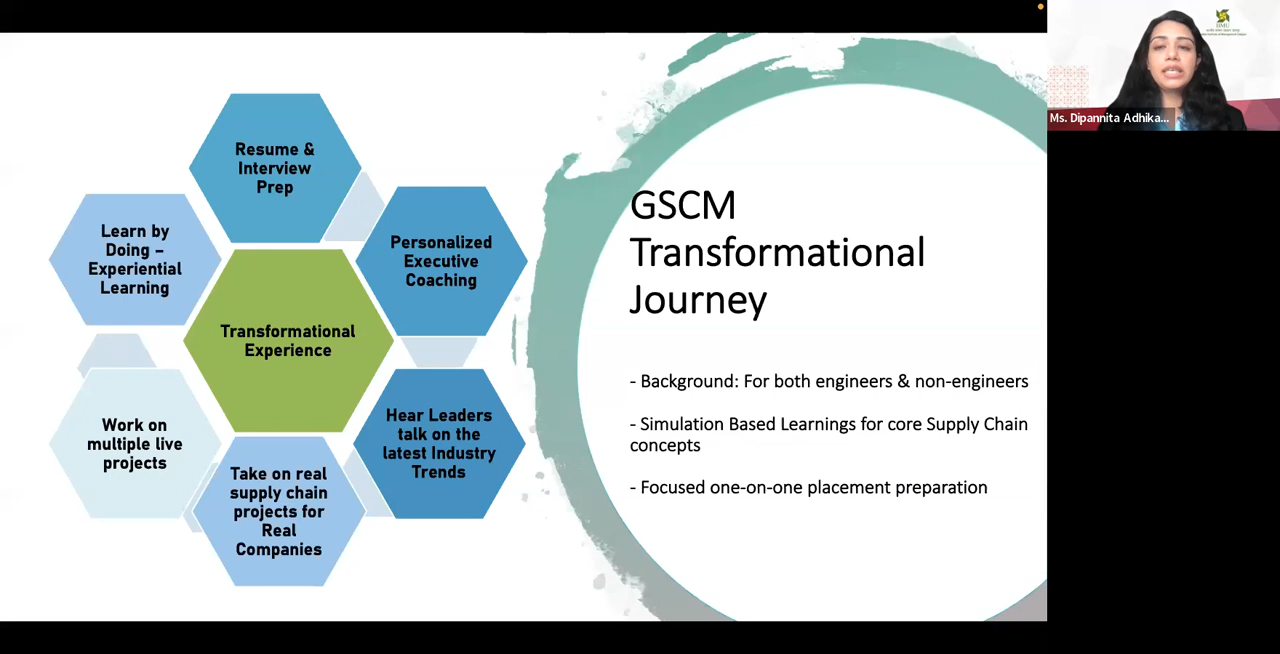 Resume &
Interview
Prep
Learn by
Doing –
Experiential
Learning
Personalized
Executive
Coaching
Transformational
Experience
Work on
multiple live
projects
Hear Leaders
talk on the
latest Industry
Trends
Take on real
supply chain
projects for
Real
Companies
GSCM
Transformational
Journey
- Background: For both engineers & non-engineers
- Simulation Based Learnings for core Supply Chain
concepts
- Focused one-on-one placement preparation
Ms. Dipannita Adhika...